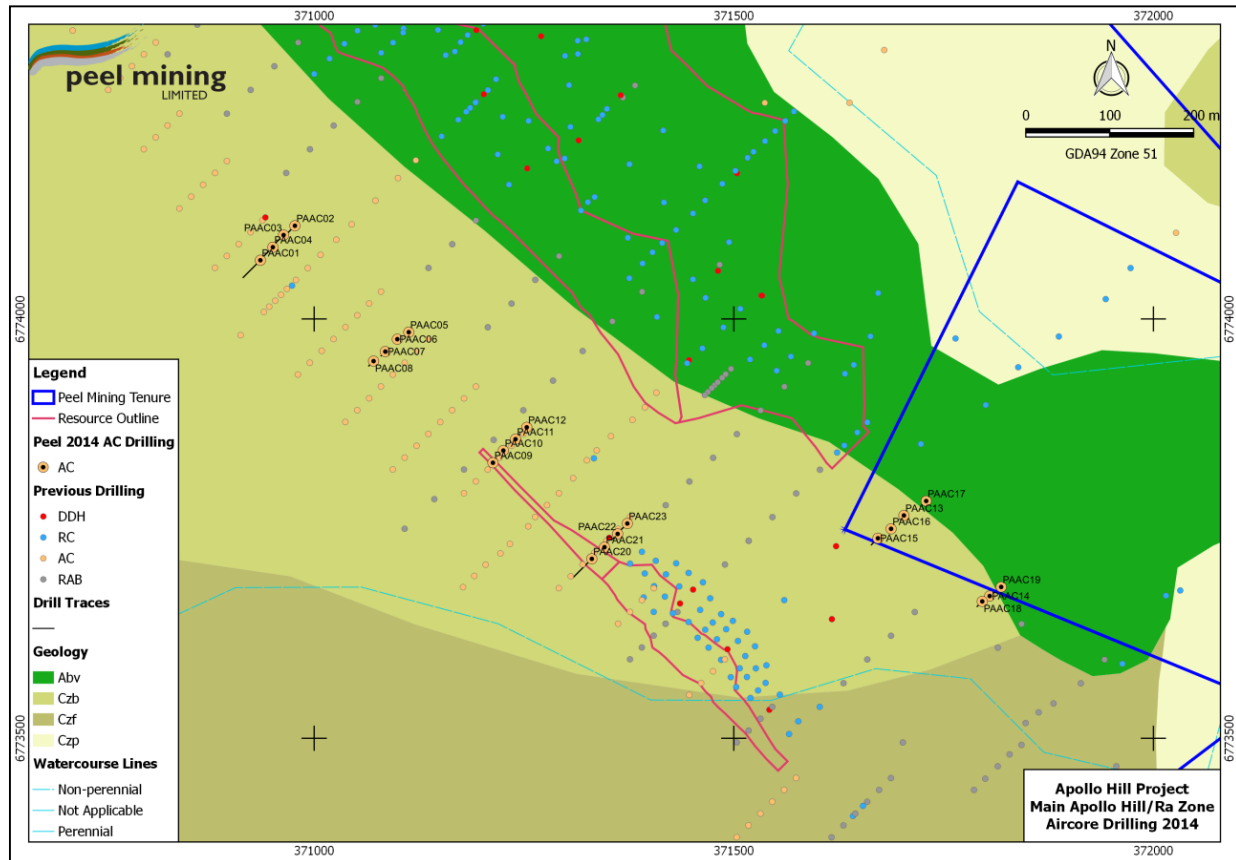 371000
371500
372000
peel mining
LIMITED
N
0
100
200 m
GDA94 Zone 51
6774000
6774000
PAAC02
PAAC03
PAAC04
PAAC01
PAAC05
PAAC06
PAAC07
PAAC08
PAAC12
PAAC11
PAAC10
PAAC09
PAAC23
PAAC22
PAAC21
PAAC20
PAAC17
PAAC13
PAAC16
PAAC15
PAAC19
PAAC14
PAAC18
Legend
Peel Mining Tenure
Resource Outline
Peel 2014 AC Drilling
AC
Previous Drilling
DDH
RC
AC
RAB
Drill Traces
Geology
Abv
Czb
Czf
Czp
Watercourse Lines
Non-perennial
Not Applicable
Perennial
6773500
6773500
Apollo Hill Project
Main Apollo Hill/Ra Zone
Aircore Drilling 2014
371000
371500
372000